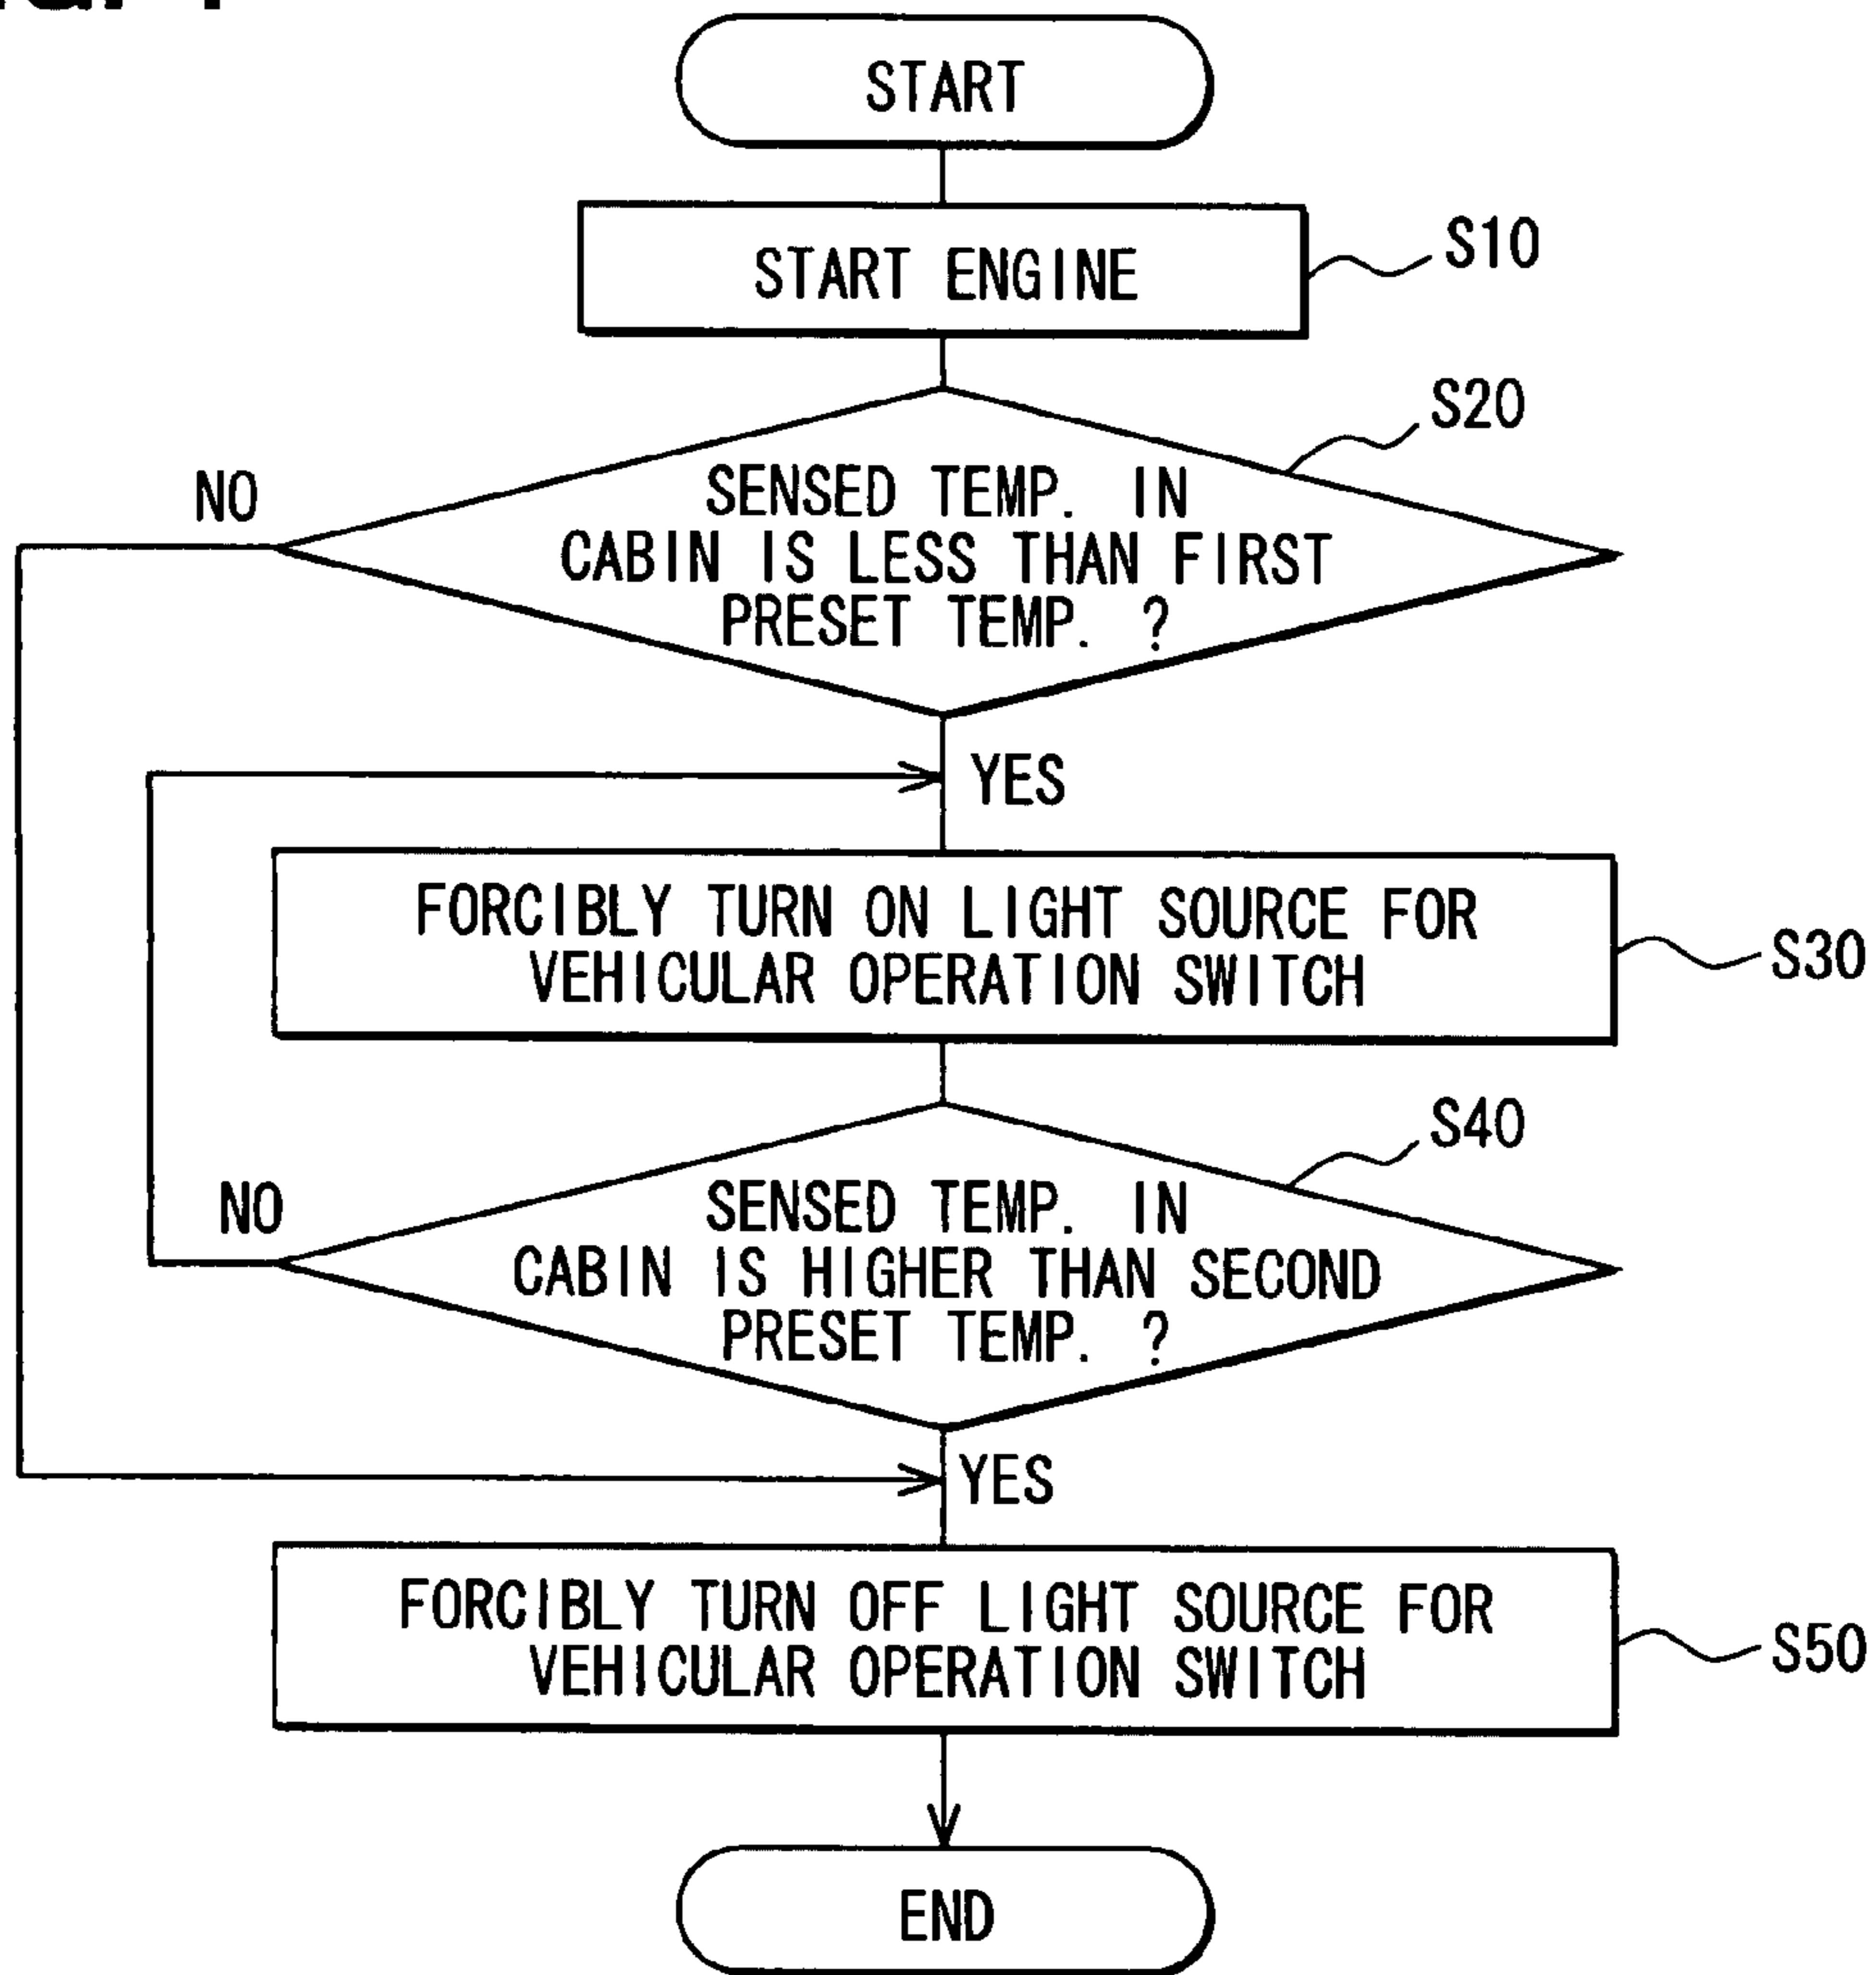 START
START ENGINE
S10
S20
NO
SENSED TEMP. IN
CABIN IS LESS THAN FIRST
PRESET TEMP. ?
YES
FORCIBLY TURN ON LIGHT SOURCE FOR
VEHICULAR OPERATION SWITCH
S30
S40
NO
SENSED TEMP. IN
CABIN IS HIGHER THAN SECOND
PRESET TEMP. ?
YES
FORCIBLY TURN OFF LIGHT SOURCE FOR
VEHICULAR OPERATION SWITCH
S50
END